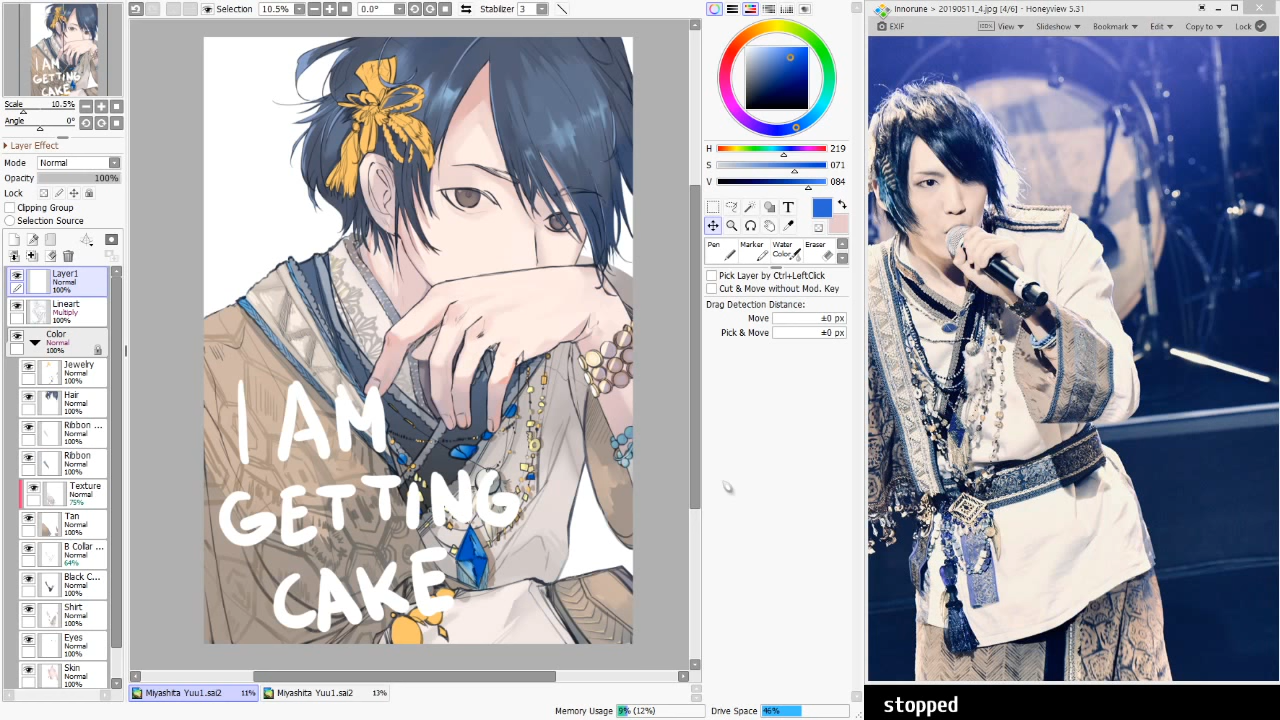 Selection 10.5% 0.0° Stabilizer 3
Innorune > 20190511_4.jpg [4/6] - Honeyview 5.31
EXIF View Slideshow Bookmark Edit Copy to Lock
Scale 10.5%
Angle 0°
Layer Effect
Mode Normal
Opacity 100%
Lock
Clipping Group
Selection Source
Layer1
Normal
100%
Lineart
Multiply
100%
Color
Normal
100%
Jewelry
Normal
100%
Hair
Normal
100%
Ribbon ...
Normal
100%
Ribbon
Normal
100%
Texture
Normal
75%
Tan
Normal
100%
B Collar ...
Normal
64%
Black C...
Normal
100%
Shirt
Normal
100%
Eyes
Normal
100%
Skin
Normal
100%
I AM
GETTING
CAKE
H 219
S 071
V 084
T
Pen Marker Water Color Eraser
Pick Layer by Ctrl+LeftClick
Cut & Move without Mod. Key
Drag Detection Distance:
Move ±0 px
Pick & Move ±0 px
Miyashita Yuu1.sai2 11% Miyashita Yuu1.sai2 13%
Memory Usage 9% (12%) Drive Space 46%
stopped